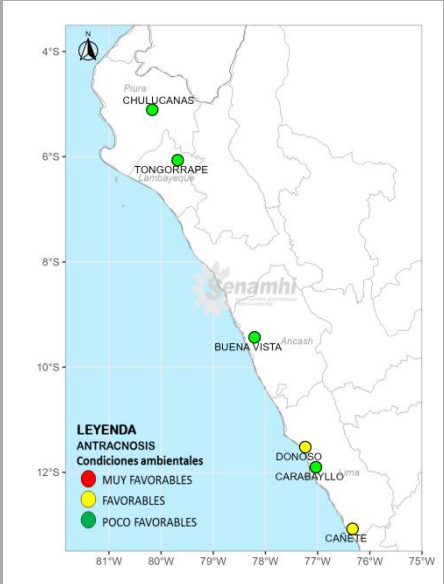 N
4°S
Piura
CHULUCANAS
6°S
TONGORRAPE
Lambayeque
8°S
Senamhi
BUENA VISTA
Ancash
10°S
LEYENDA
ANTRACNOSIS
Condiciones ambientales
MUY FAVORABLES
FAVORABLES
POCO FAVORABLES
DONOSO
12°S
CARABAYLLO
Lima
CAÑETE
81°W
80°W
79°W
78°W
77°W
76°W
75°W